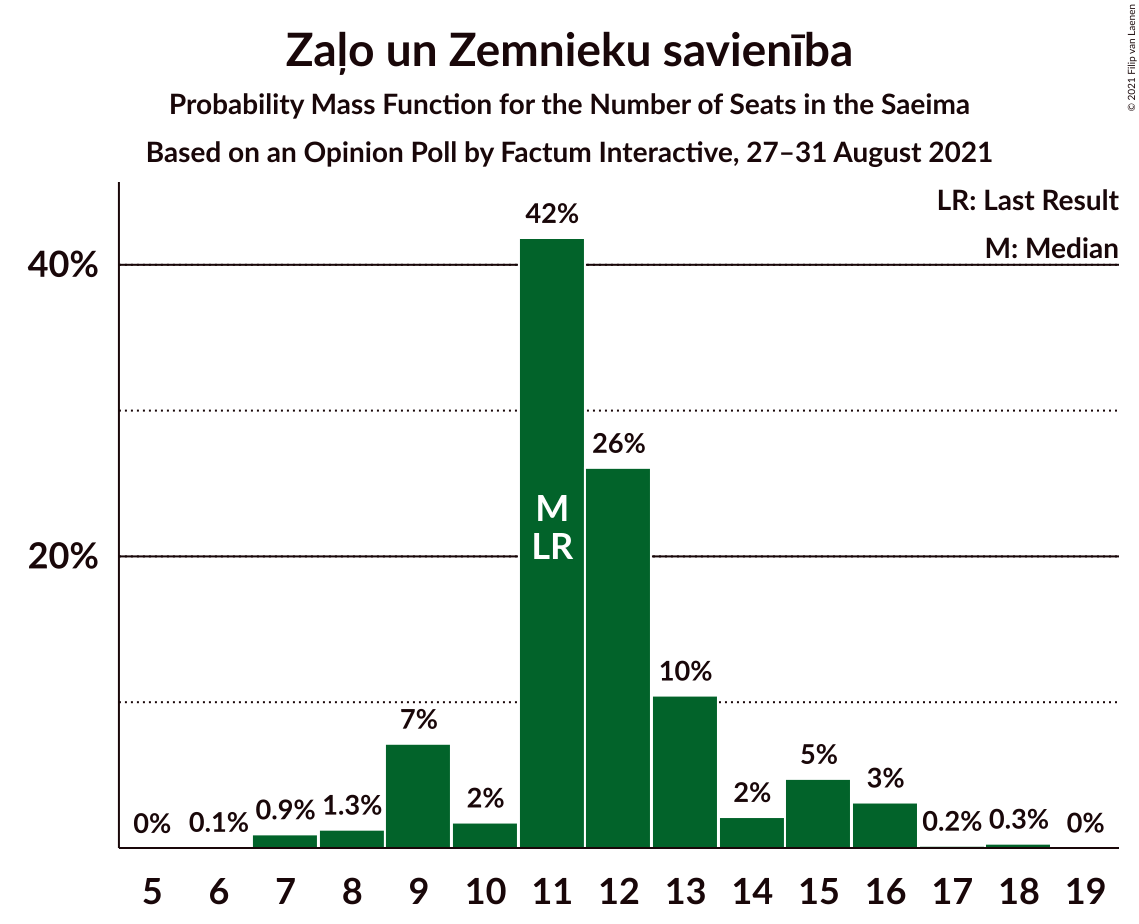 Zaļo un Zemnieku savienība
Probability Mass Function for the Number of Seats in the Saeima
Based on an Opinion Poll by Factum Interactive, 27–31 August 2021
© 2021 Filip van Laenen
LR: Last Result
M: Median
40%
20%
0%
0.1%
0.9%
1.3%
7%
2%
42%
26%
10%
2%
5%
3%
0.2%
0.3%
0%
M
LR
5 6 7 8 9 10 11 12 13 14 15 16 17 18 19